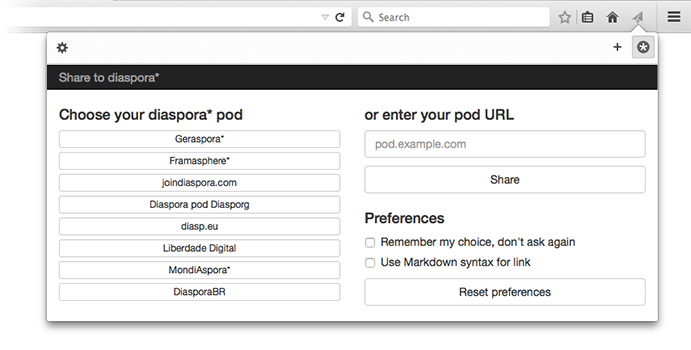 Search
Share to diaspora*
Choose your diaspora* pod
Geraspora*
Framasphere*
joindiaspora.com
Diaspora pod Diasporg
diasp.eu
Liberdade Digital
MondiAspora*
DiasporaBR
or enter your pod URL
pod.example.com
Share
Preferences
Remember my choice, don't ask again
Use Markdown syntax for link
Reset preferences